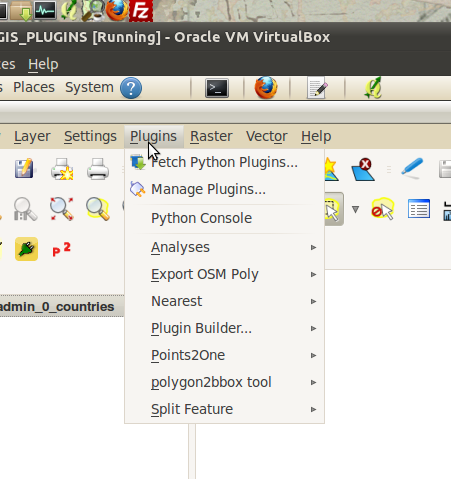 GIS_PLUGINS [Running] - Oracle VM VirtualBox
es Help
s Places System
Layer Settings Plugins Raster Vector Help
Fetch Python Plugins...
Manage Plugins...
Python Console
Analyses
Export OSM Poly
Nearest
Plugin Builder...
Points2One
polygon2bbox tool
Split Feature
P 2
admin_0_countries